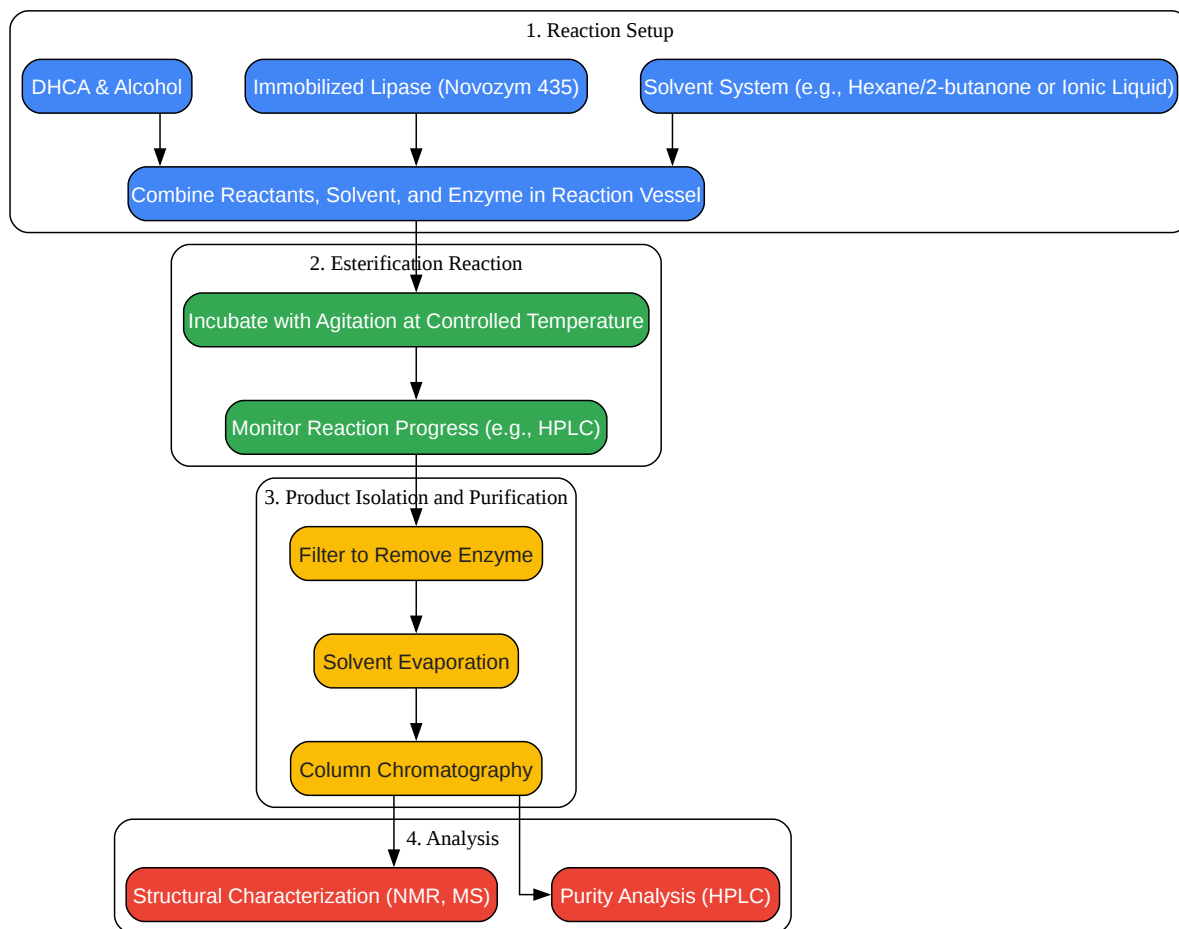 1. Reaction Setup
DHCA & Alcohol
Immobilized Lipase (Novozym 435)
Solvent System (e.g., Hexane/2-butanone or Ionic Liquid)
Combine Reactants, Solvent, and Enzyme in Reaction Vessel
2. Esterification Reaction
Incubate with Agitation at Controlled Temperature
Monitor Reaction Progress (e.g., HPLC)
3. Product Isolation and Purification
Filter to Remove Enzyme
Solvent Evaporation
Column Chromatography
4. Analysis
Structural Characterization (NMR, MS)
Purity Analysis (HPLC)